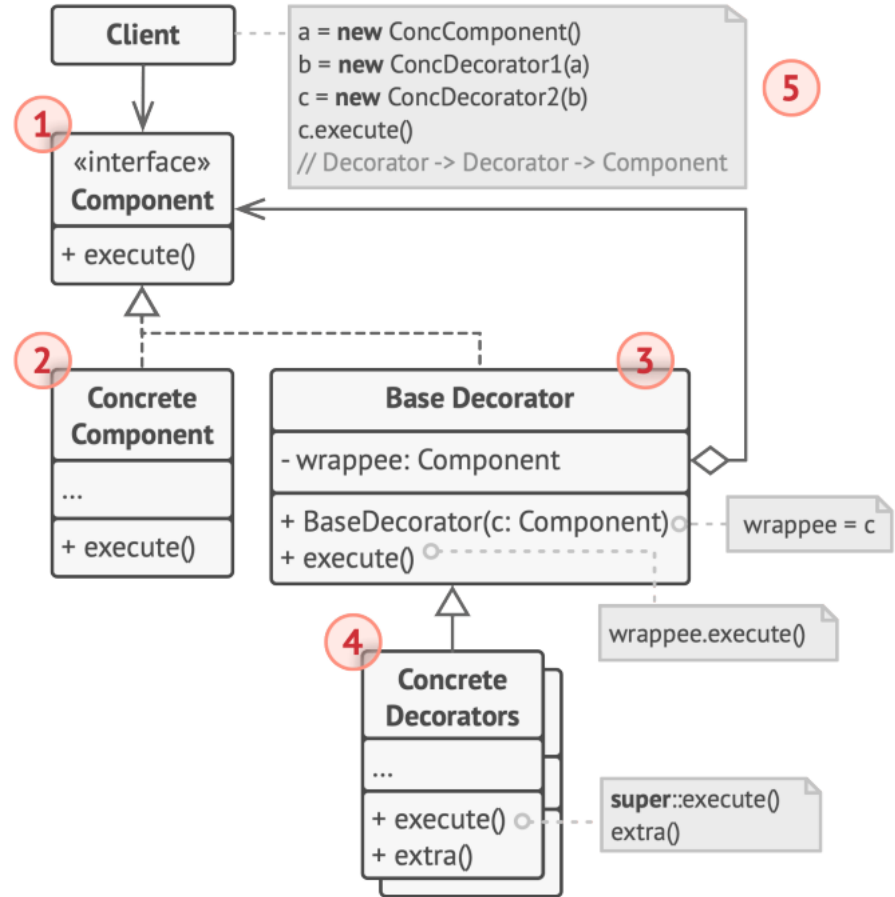 Client
a = new ConcComponent()
b = new ConcDecorator1(a)
c = new ConcDecorator2(b)
c.execute()
// Decorator -> Decorator -> Component
5
1
«interface»
Component
+ execute()
2
Concrete
Component
...
+ execute()
3
Base Decorator
- wrappee: Component
+ BaseDecorator(c: Component)
+ execute()
wrappee = c
wrappee.execute()
4
Concrete
Decorators
...
+ execute()
+ extra()
super::execute()
extra()